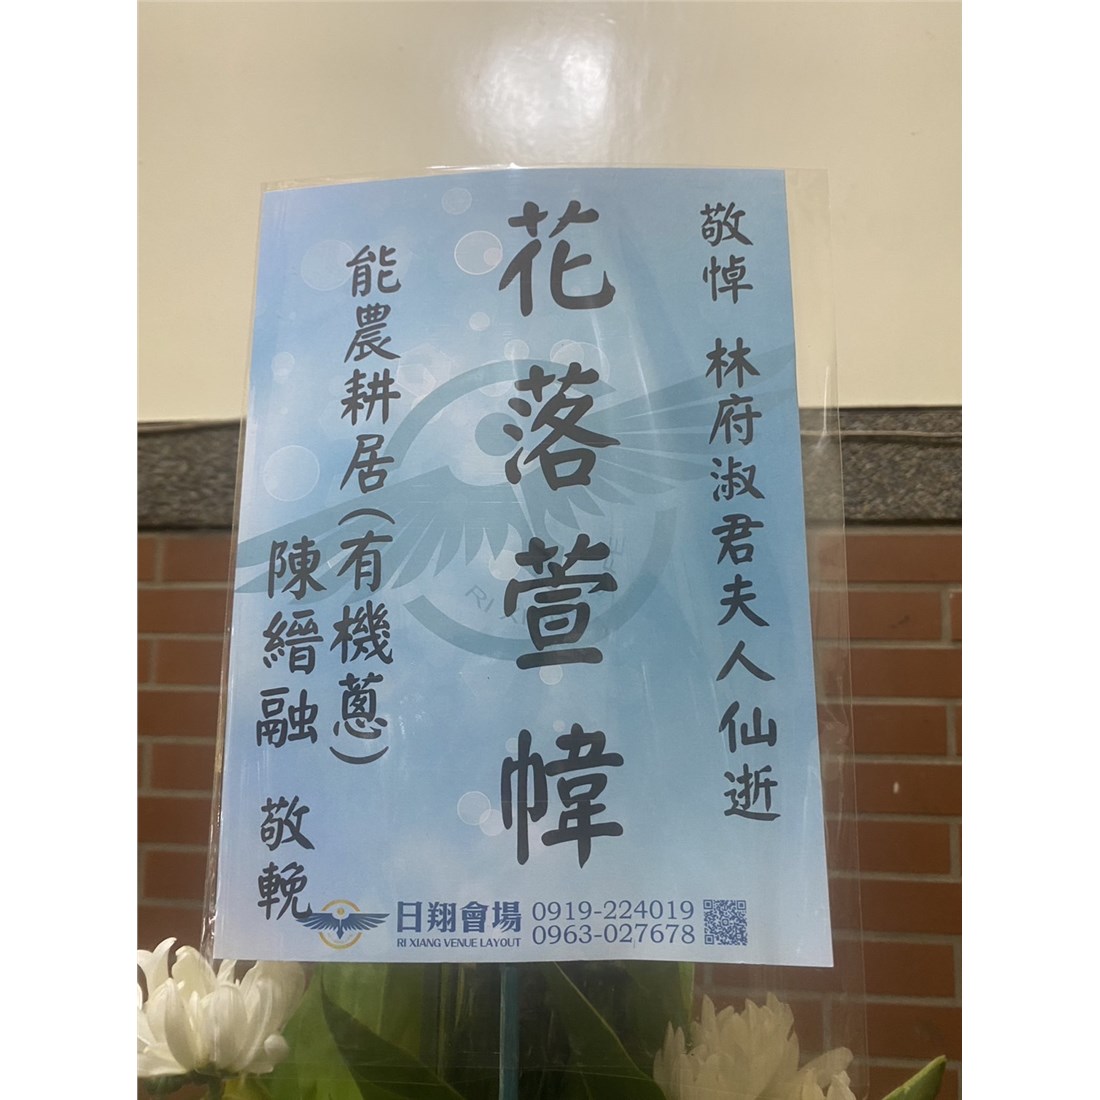 敬悼 林府淑君夫人仙逝
花落萱幃
能農耕居(有機蔥)
陳縉融 敬輓
日翔會場
RI XIANG VENUE LAYOUT
0919-224019
0963-027678